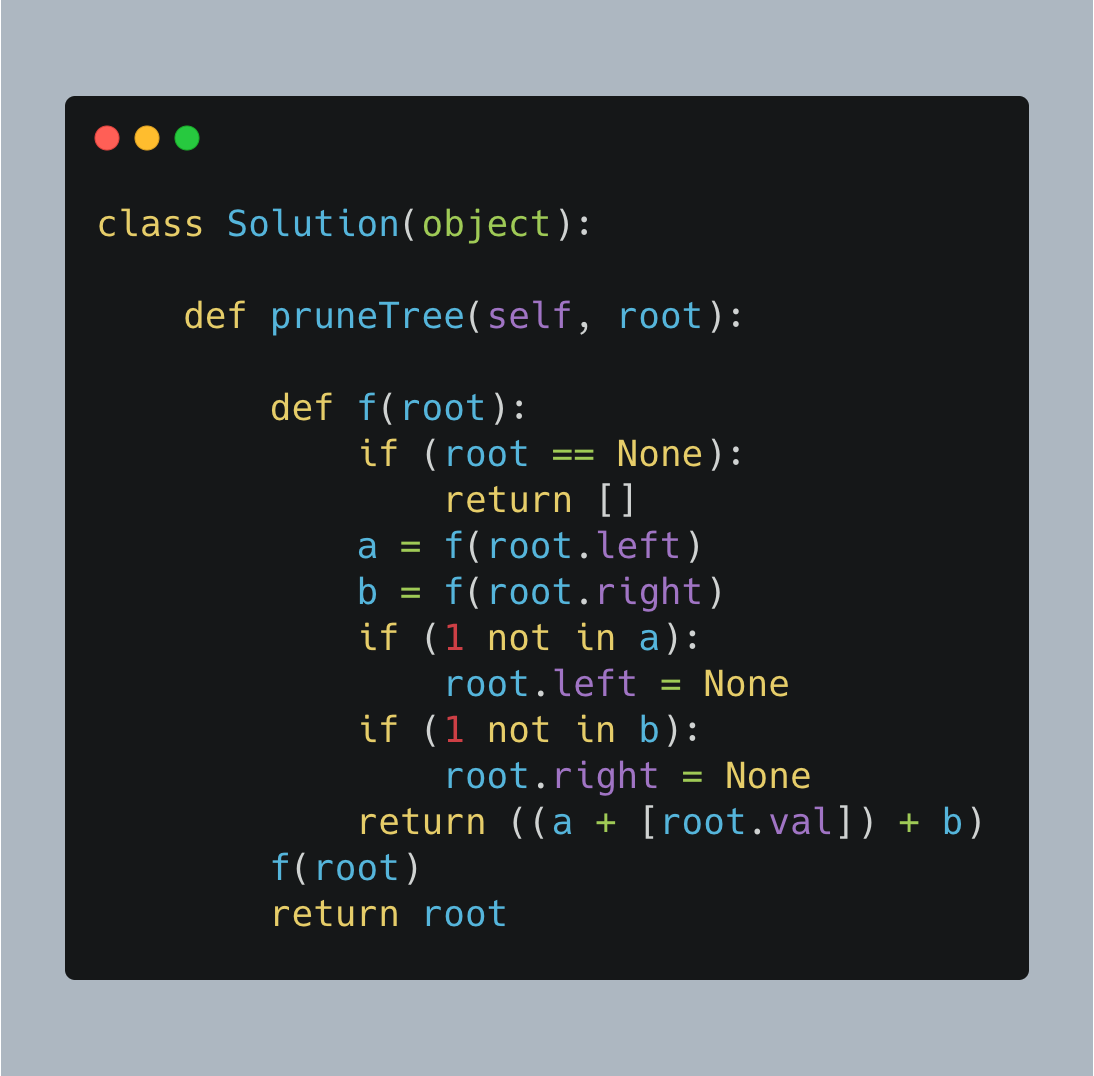 class Solution(object):
    def pruneTree(self, root):
        def f(root):
            if (root == None):
                return []
            a = f(root.left)
            b = f(root.right)
            if (1 not in a):
                root.left = None
            if (1 not in b):
                root.right = None
            return ((a + [root.val]) + b)
        f(root)
        return root